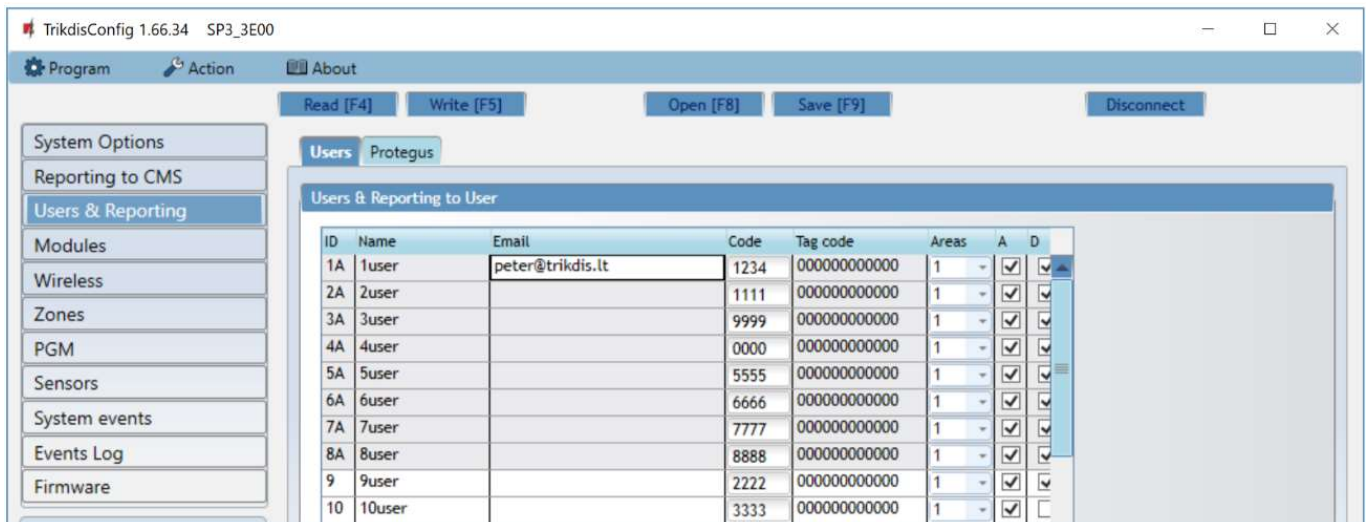 TrikdisConfig 1.66.34 SP3_3E00
Program Action About
Read [F4] Write [F5] Open [F8] Save [F9] Disconnect
System Options
Reporting to CMS
Users & Reporting
Modules
Wireless
Zones
PGM
Sensors
System events
Events Log
Firmware
Users Protegus
Users & Reporting to User
ID Name Email Code Tag code Areas A D
1A 1user peter@trikdis.lt 1234 000000000000 1
2A 2user 1111 000000000000 1
3A 3user 9999 000000000000 1
4A 4user 0000 000000000000 1
5A 5user 5555 000000000000 1
6A 6user 6666 000000000000 1
7A 7user 7777 000000000000 1
8A 8user 8888 000000000000 1
9 9user 2222 000000000000 1
10 10user 3333 000000000000 1